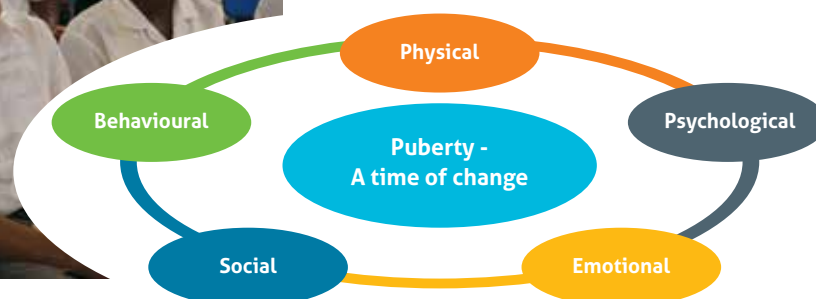 Physical
Behavioural
Psychological
Puberty -
A time of change
Social
Emotional